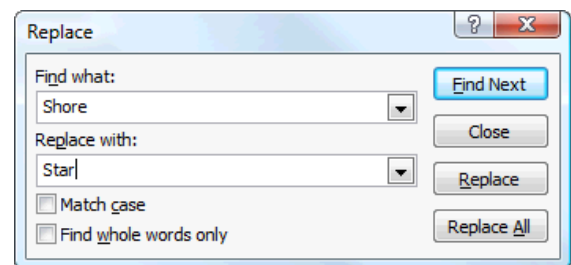 Replace
Find what:
Shore
Replace with:
Star
Match case
Find whole words only
?
X
Find Next
Close
Replace
Replace All